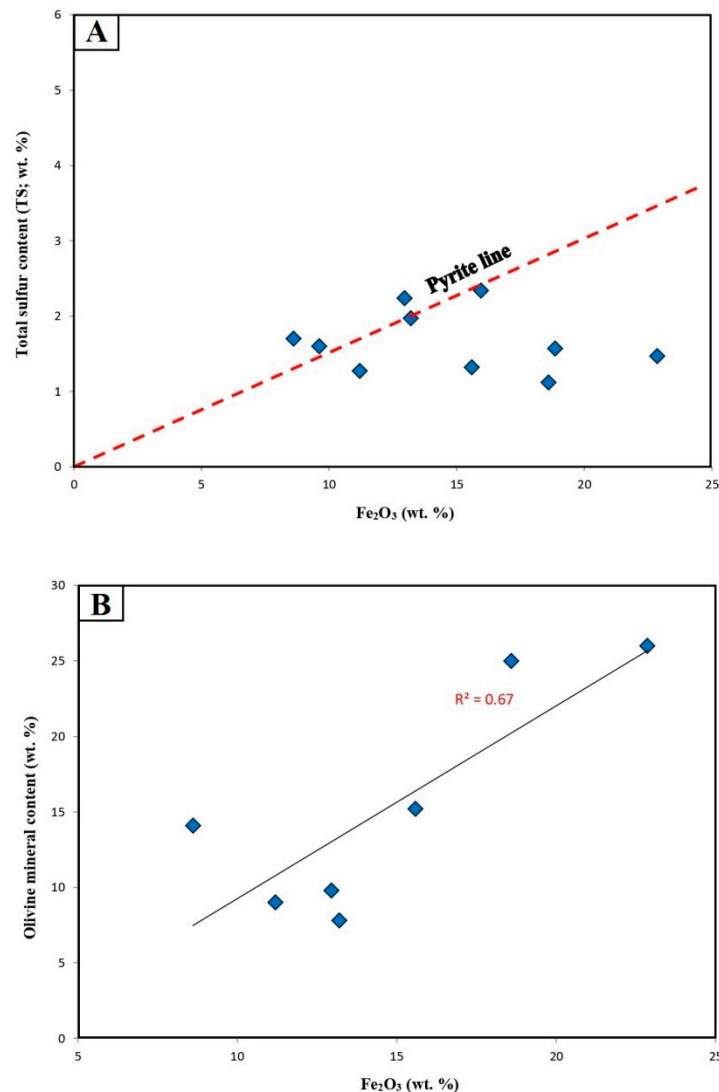 A
6
5
4
3
2
1
0
Total sulfur content (TS; wt. %)
Pyrite line
0 5 10 15 20 25
Fe₂O₃ (wt. %)
B
30
25
20
15
10
5
0
Olivine mineral content (wt. %)
R² = 0.67
5 10 15 20 25
Fe₂O₃ (wt. %)